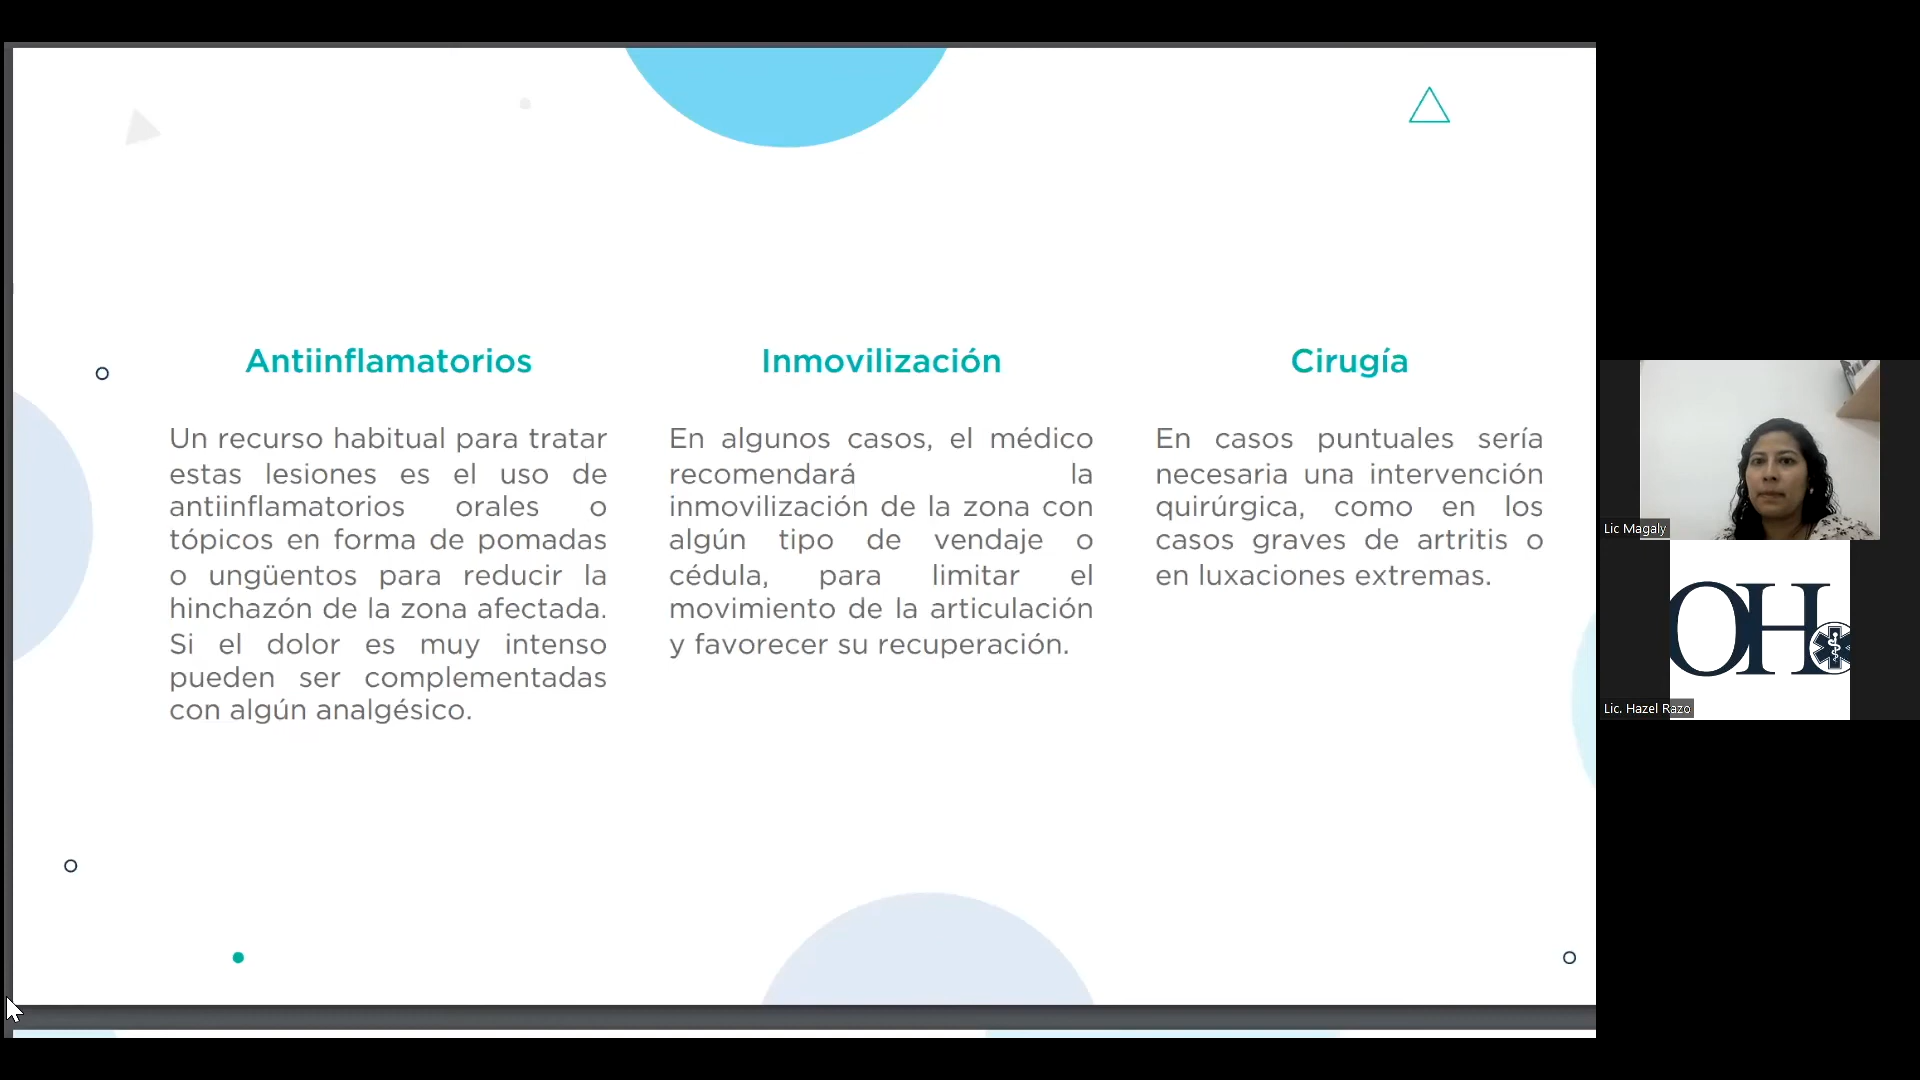 Antiinflamatorios
Un recurso habitual para tratar
estas lesiones es el uso de
antiinflamatorios orales o
tópicos en forma de pomadas
o ungüentos para reducir la
hinchazón de la zona afectada.
Si el dolor es muy intenso
pueden ser complementadas
con algún analgésico.
Inmovilización
En algunos casos, el médico
recomendará la
inmovilización de la zona con
algún tipo de vendaje o
cédula, para limitar el
movimiento de la articulación
y favorecer su recuperación.
Cirugía
En casos puntuales sería
necesaria una intervención
quirúrgica, como en los
casos graves de artritis o
en luxaciones extremas.
Lic Magaly
OH
Lic. Hazel Razo